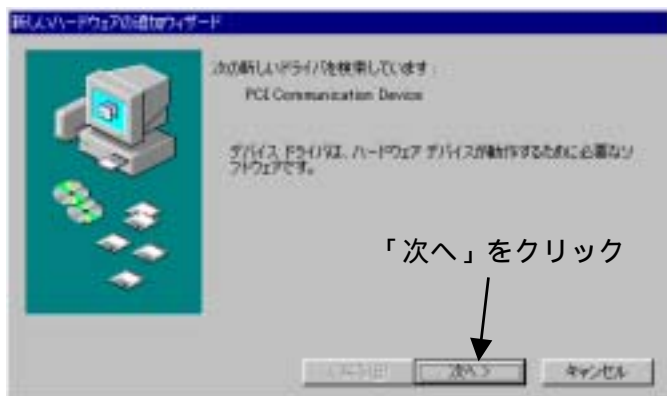 新しいハードウェアの追加ウィザード
次の新しいドライバを検索しています:
PCI Communication Device
デバイス ドライバは、ハードウェア デバイスが動作するために必要なソ
フトウェアです。
「次へ」をクリック
次へ >
キャンセル